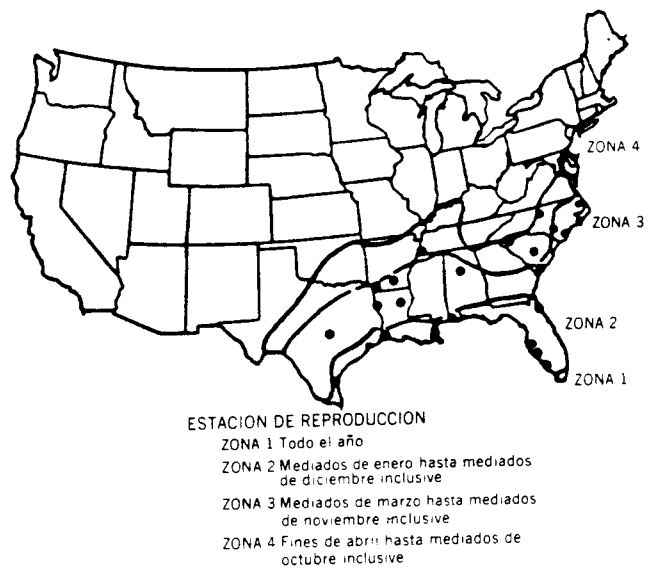 ZONA 4
ZONA 3
ZONA 2
ZONA 1
ESTACION DE REPRODUCCION
ZONA 1 Todo el año
ZONA 2 Mediados de enero hasta mediados
de diciembre inclusive
ZONA 3 Mediados de marzo hasta mediados
de noviembre inclusive
ZONA 4 Fines de abril hasta mediados de
octubre inclusive